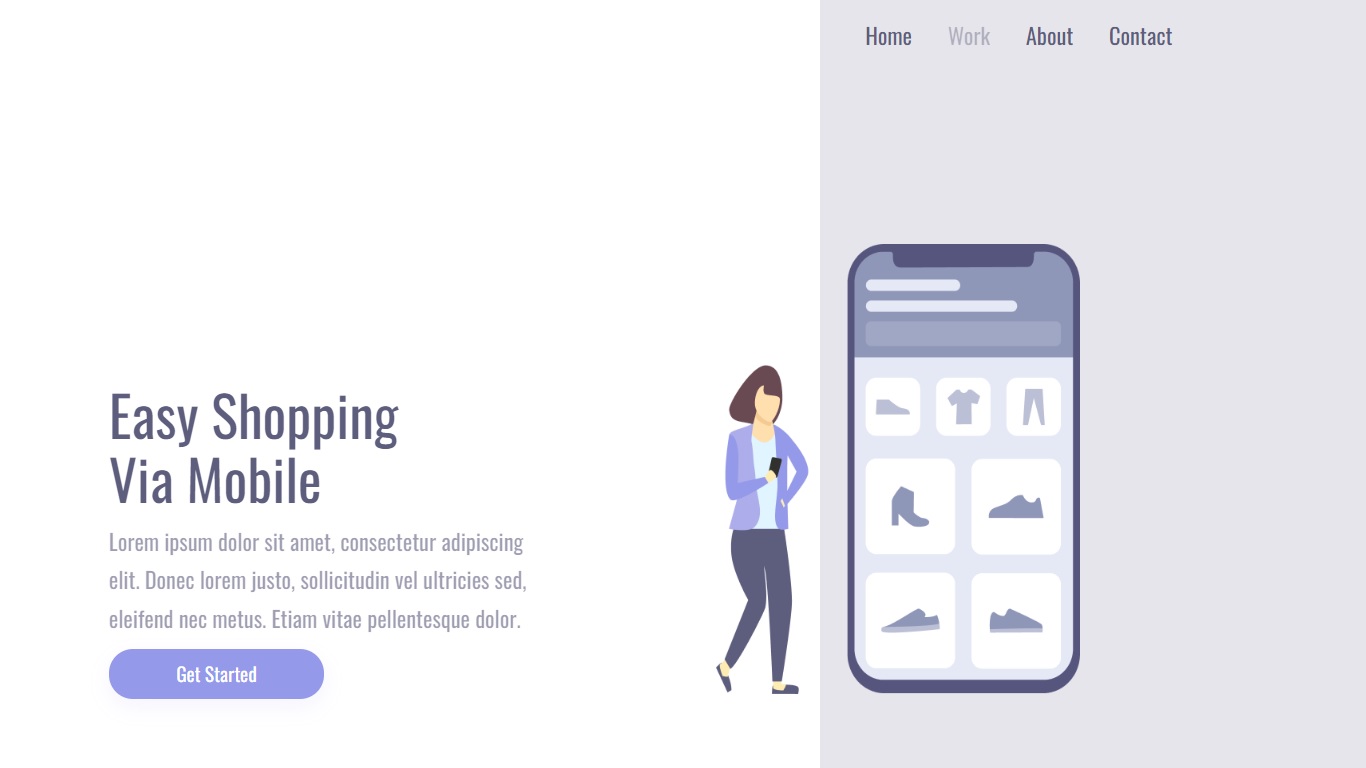 Home Work About Contact
Easy Shopping
Via Mobile
Lorem ipsum dolor sit amet, consectetur adipiscing
elit. Donec lorem justo, sollicitudin vel ultricies sed,
eleifend nec metus. Etiam vitae pellentesque dolor.
Get Started